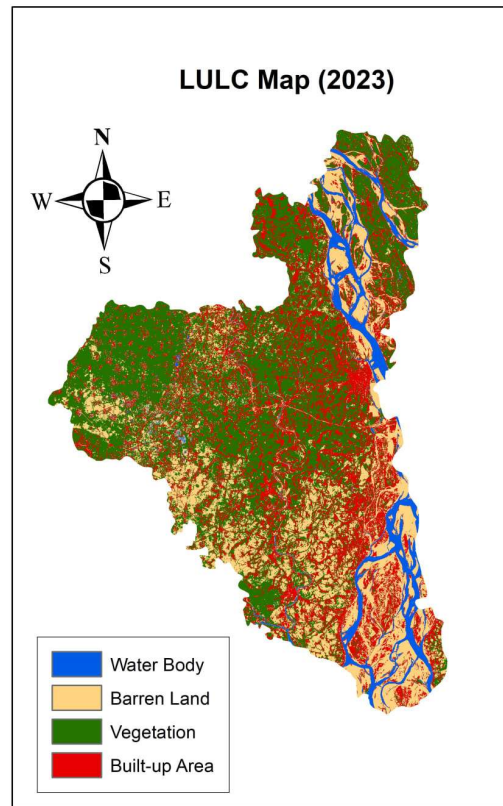 LULC Map (2023)
N
W E
S
Water Body
Barren Land
Vegetation
Built-up Area